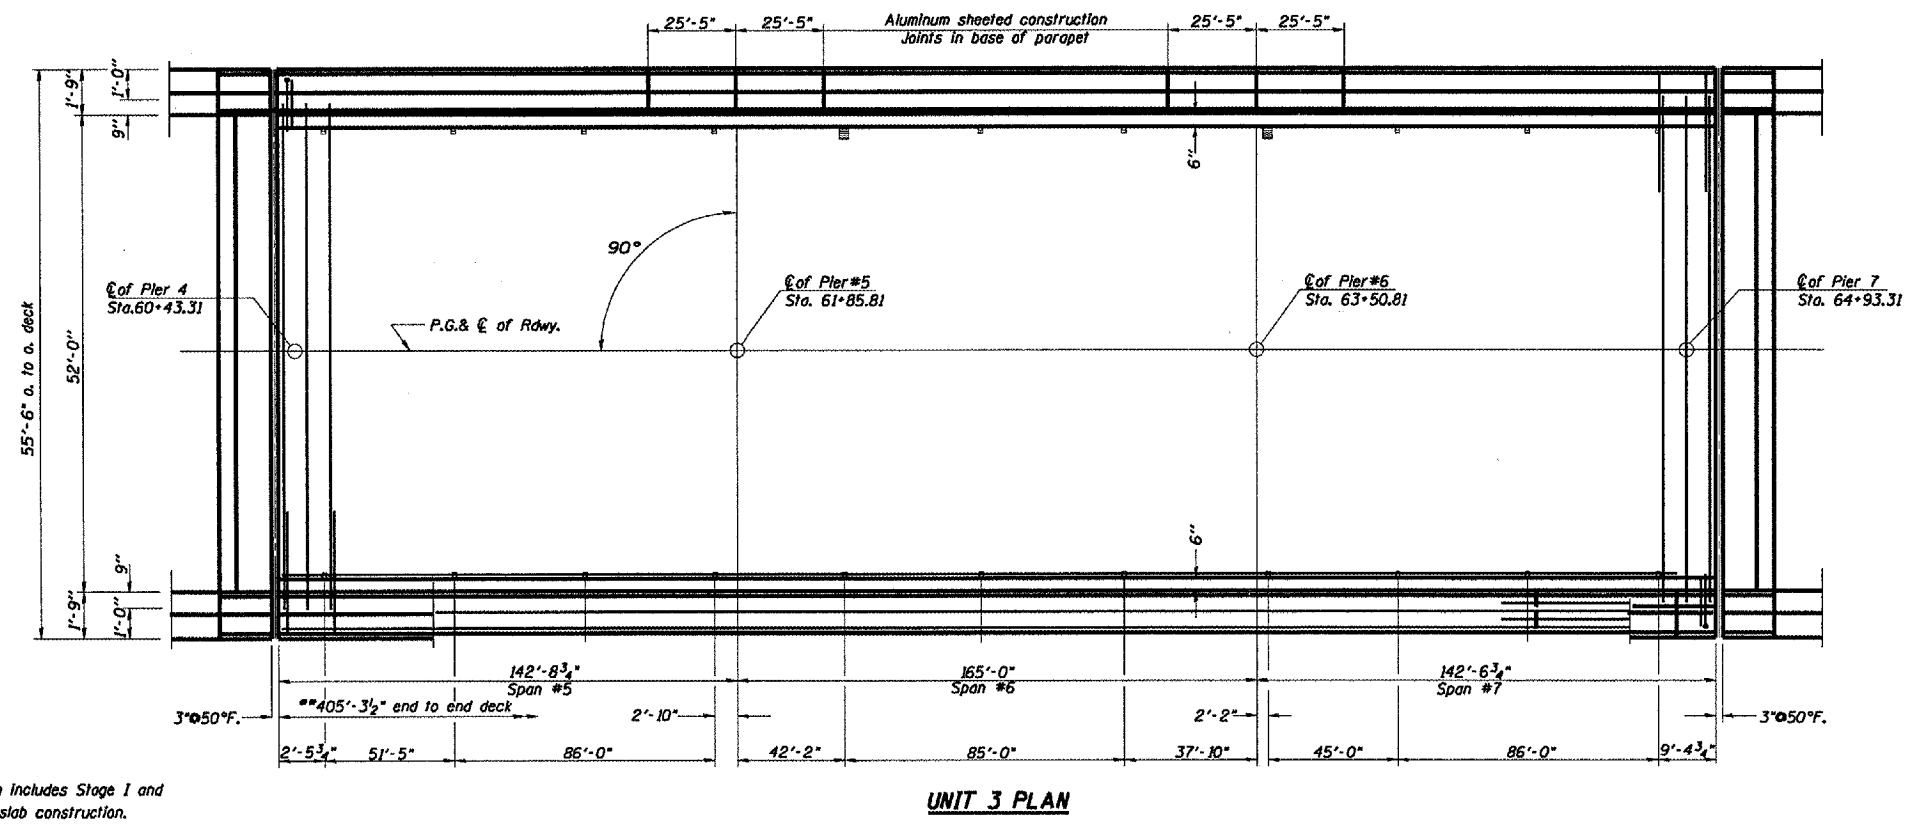 25'-5" 25'-5" Aluminum sheeted construction 25'-5" 25'-5"
Joints in base of parapet
1'-9" 1'-0"
9"
6"
90°
℄ of Pier 4
Sta.60+43.31
℄ of Pier#5
Sta. 61+85.81
℄ of Pier#6
Sta. 63+50.81
℄ of Pier 7
Sta. 64+93.31
P.G.& ℄ of Rdwy.
55'-6" o. to o. deck
52'-0"
9"
6"
1'-9" 1'-0"
142'-8¾" 165'-0" 142'-6¾"
Span #5 Span #6 Span #7
**405'-3½" end to end deck
3"@50°F. 2'-10" 2'-2" 3"@50°F.
2'-5¾" 51'-5" 86'-0" 42'-2" 85'-0" 37'-10" 45'-0" 86'-0" 9'-4¾"
includes Stage I and
slab construction.
UNIT 3 PLAN